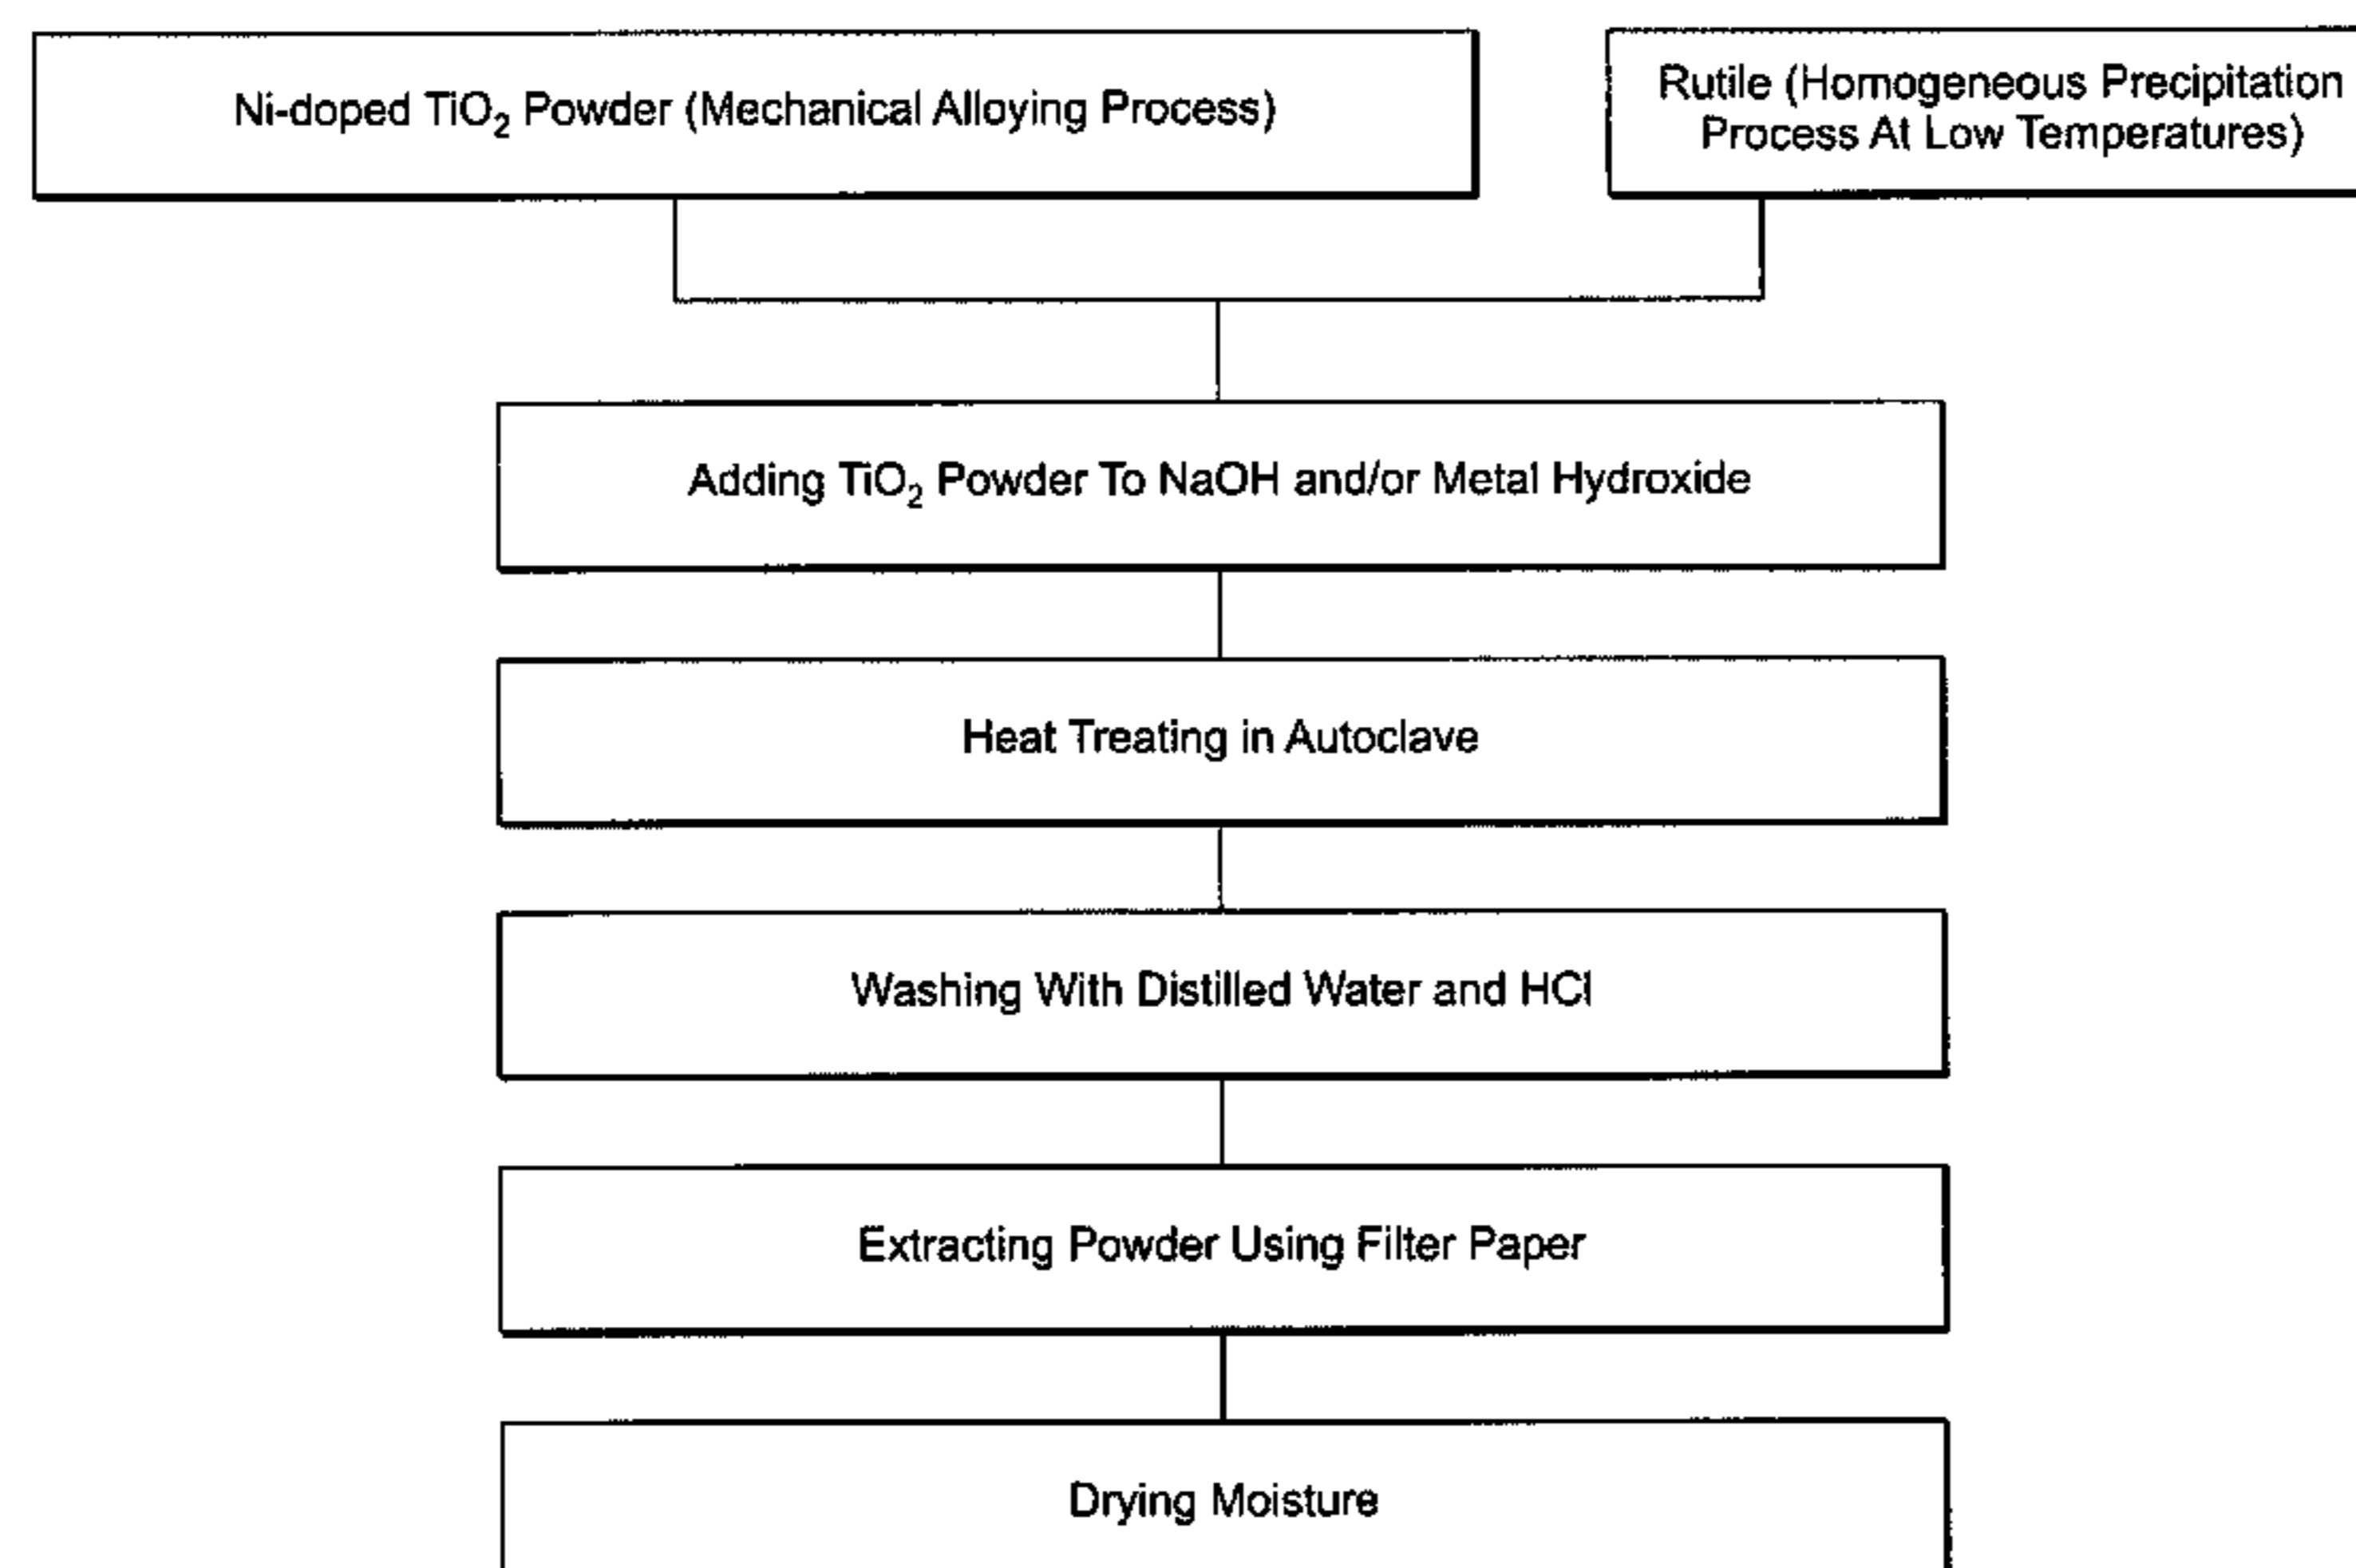 Ni-doped TiO₂ Powder (Mechanical Alloying Process)
Rutile (Homogeneous Precipitation
Process At Low Temperatures)
Adding TiO₂ Powder To NaOH and/or Metal Hydroxide
Heat Treating in Autoclave
Washing With Distilled Water and HCl
Extracting Powder Using Filter Paper
Drying Moisture